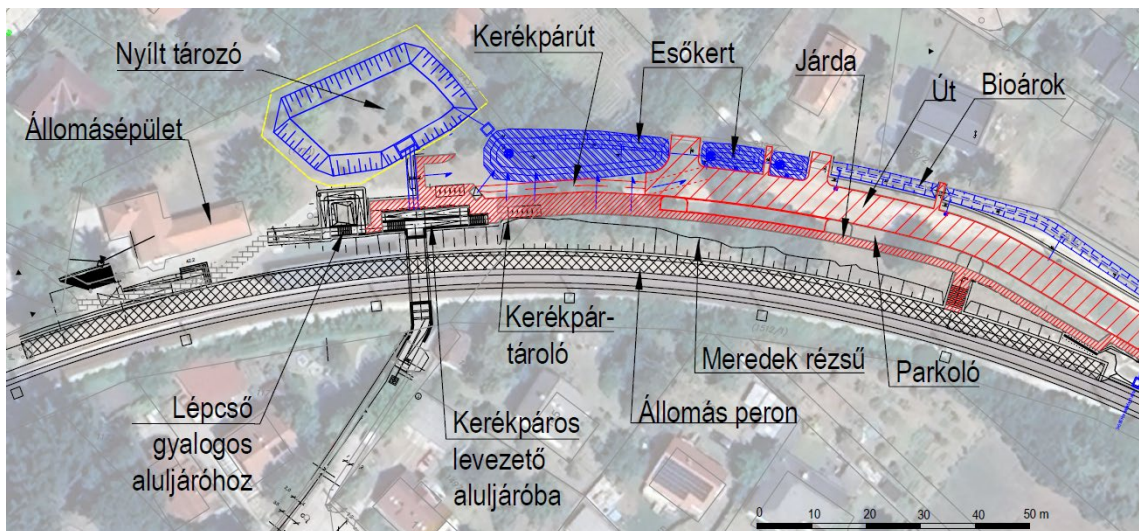 Nyílt tározó
Kerékpárút
Esőkert
Járda
Út
Bioárok
Állomásépület
Lépcső
gyalogos
aluljáróhoz
Kerékpáros
levezető
aluljáróba
Kerékpár-
tároló
Meredek rézsű
Állomás peron
Parkoló
0 10 20 30 40 50 m